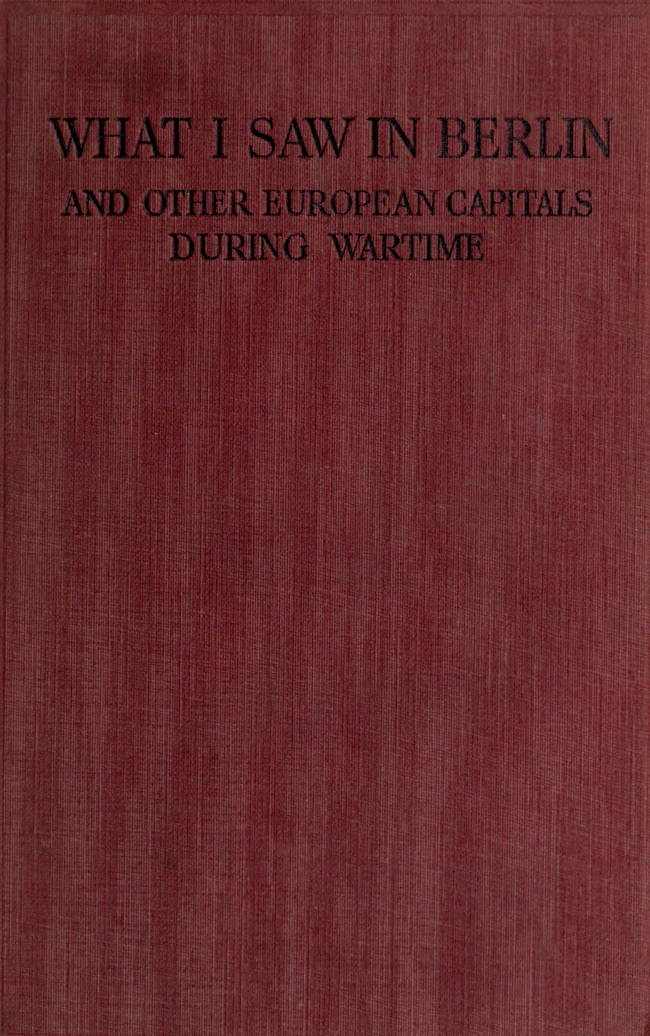 WHAT I SAW IN BERLIN
AND OTHER EUROPEAN CAPITALS
DURING WARTIME